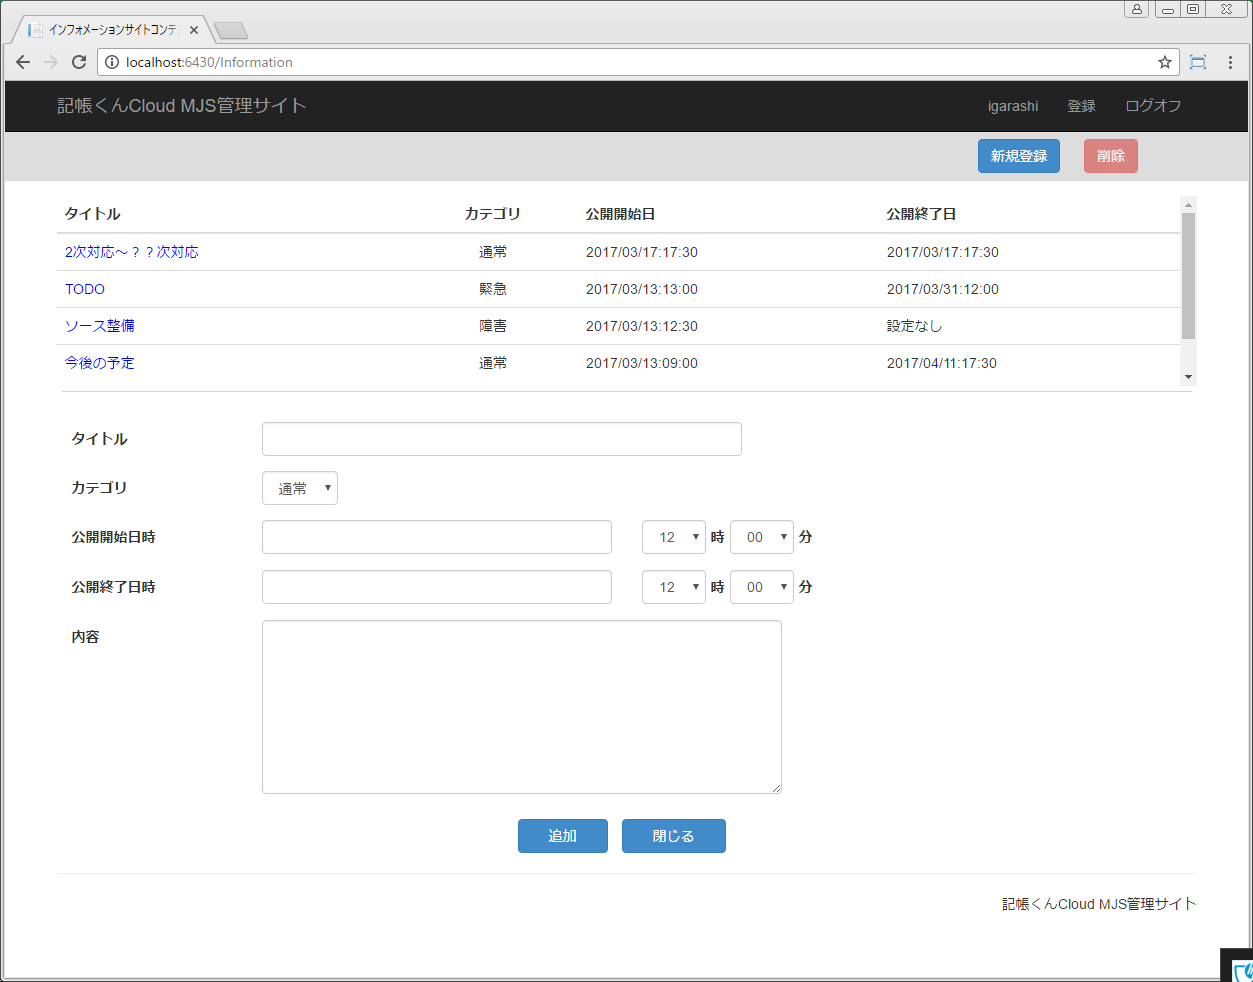 インフォメーションサイトコンテ
localhost:6430/Information
記帳くんCloud MJS管理サイト igarashi 登録 ログオフ
新規登録 削除
タイトル カテゴリ 公開開始日 公開終了日
2次対応～？？次対応 通常 2017/03/17:17:30 2017/03/17:17:30
TODO 緊急 2017/03/13:13:00 2017/03/31:12:00
ソース整備 障害 2017/03/13:12:30 設定なし
今後の予定 通常 2017/03/13:09:00 2017/04/11:17:30
タイトル
カテゴリ 通常
公開開始日時 12 時 00 分
公開終了日時 12 時 00 分
内容
追加 閉じる
記帳くんCloud MJS管理サイト